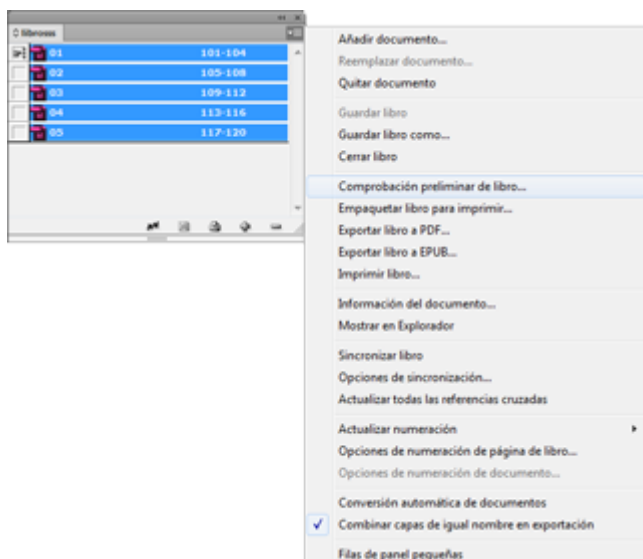 librosss
01 101-104
02 105-108
03 109-112
04 113-116
05 117-120
Añadir documento...
Reemplazar documento...
Quitar documento
Guardar libro
Guardar libro como...
Cerrar libro
Comprobación preliminar de libro...
Empaquetar libro para imprimir...
Exportar libro a PDF...
Exportar libro a EPUB...
Imprimir libro...
Información del documento...
Mostrar en Explorador
Sincronizar libro
Opciones de sincronización...
Actualizar todas las referencias cruzadas
Actualizar numeración
Opciones de numeración de página de libro...
Opciones de numeración de documento...
Conversión automática de documentos
Combinar capas de igual nombre en exportación
Filas de panel pequeñas